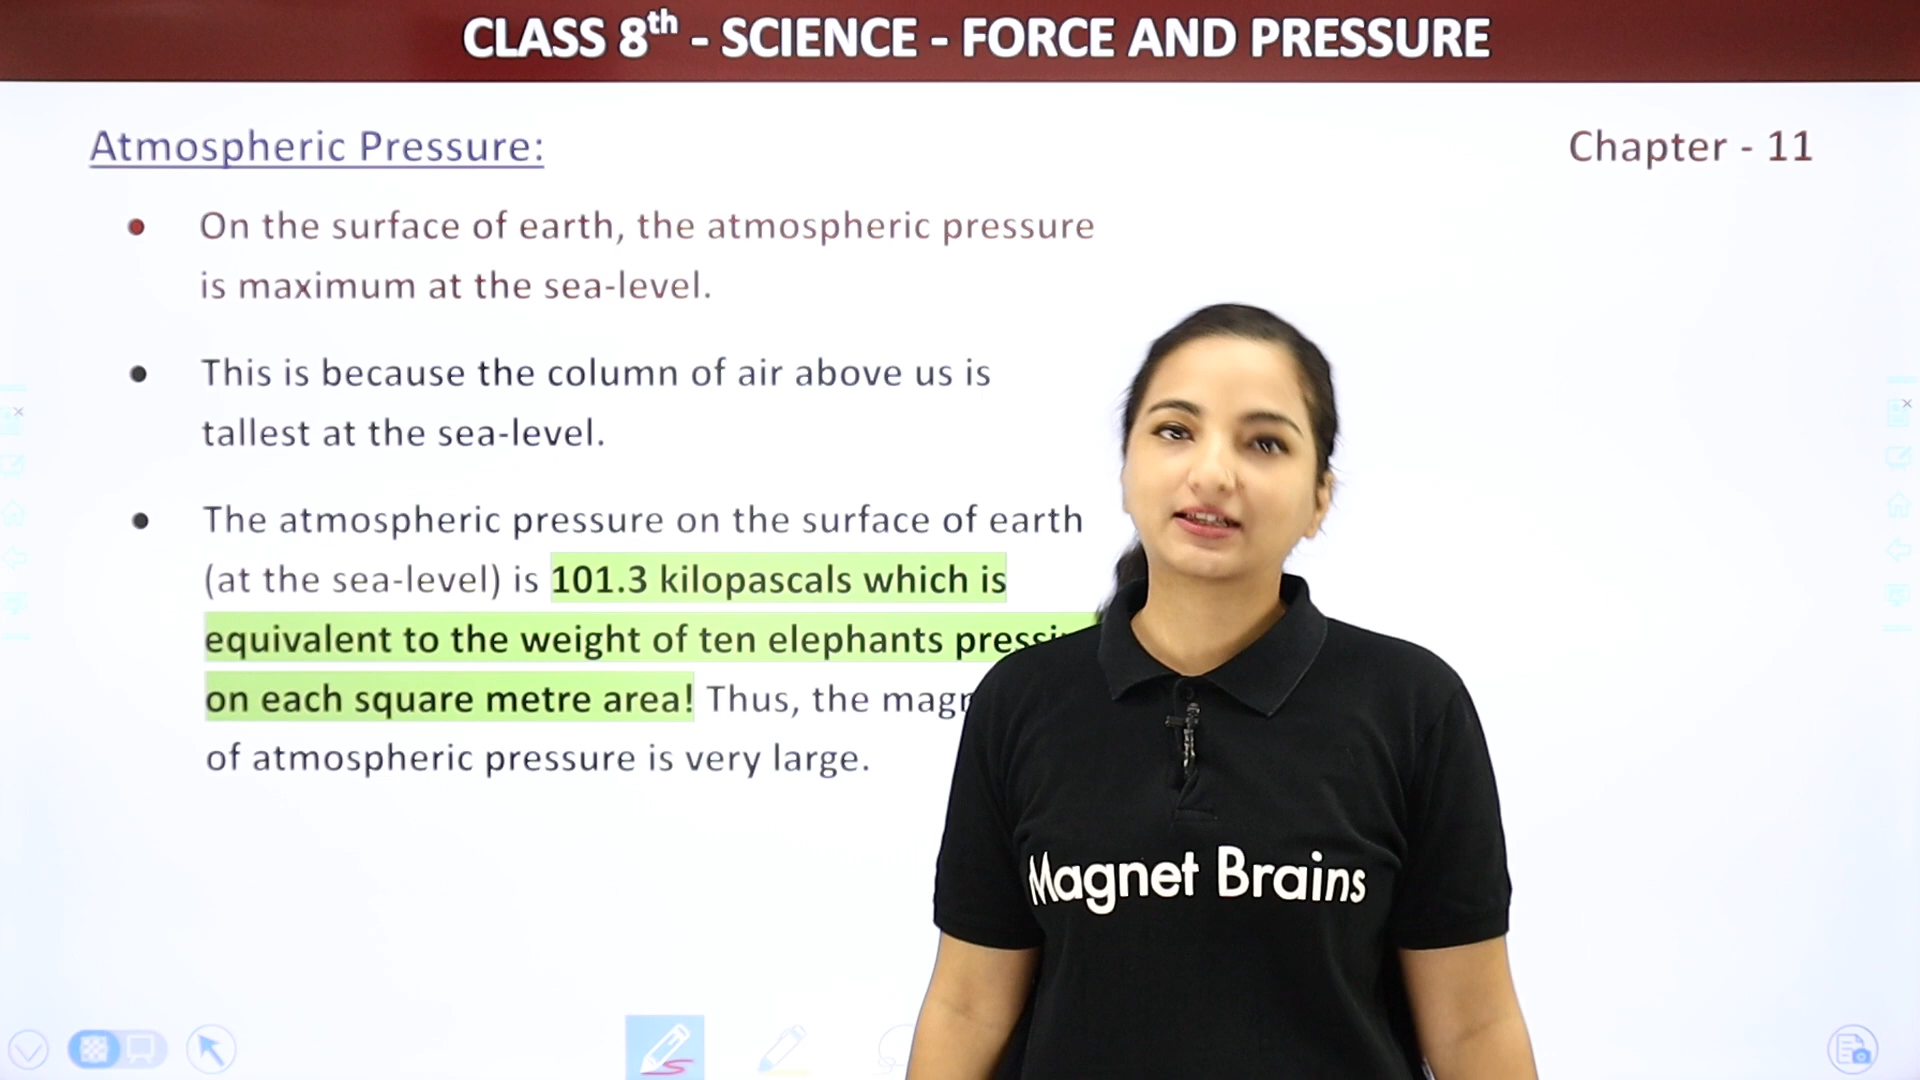 CLASS 8th - SCIENCE - FORCE AND PRESSURE
Atmospheric Pressure:
Chapter - 11
On the surface of earth, the atmospheric pressure
is maximum at the sea-level.
This is because the column of air above us is
tallest at the sea-level.
The atmospheric pressure on the surface of earth
(at the sea-level) is 101.3 kilopascals which is
equivalent to the weight of ten elephants
on each square metre area! Thus, the
of atmospheric pressure is very large.
Magnet Brains